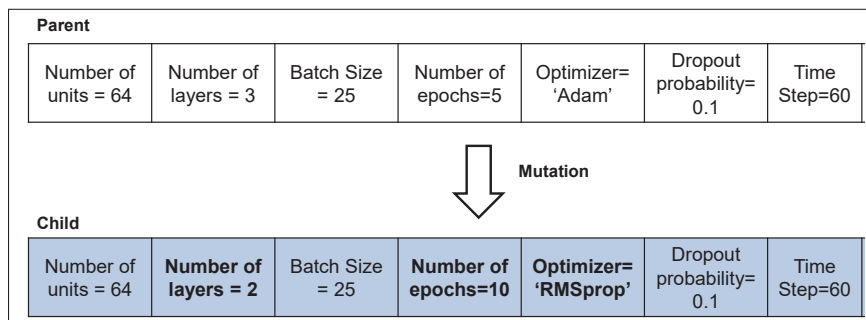 Parent
Number of units = 64
Number of layers = 3
Batch Size = 25
Number of epochs=5
Optimizer= ‘Adam’
Dropout probability= 0.1
Time Step=60
Mutation
Child
Number of units = 64
Number of layers = 2
Batch Size = 25
Number of epochs=10
Optimizer= ‘RMSprop’
Dropout probability= 0.1
Time Step=60